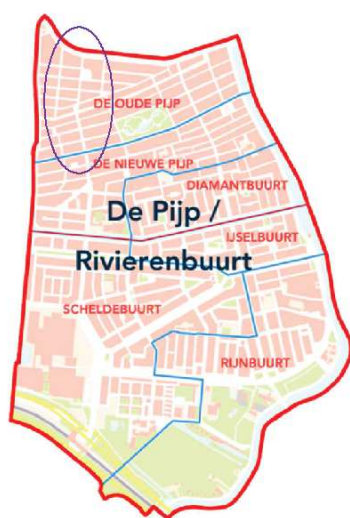 DE OUDE PIJP
DE NIEUWE PIJP
DIAMANTBUURT
De Pijp /
IJSELBUURT
Rivierenbuurt
SCHELDEBUURT
RIJNBUURT